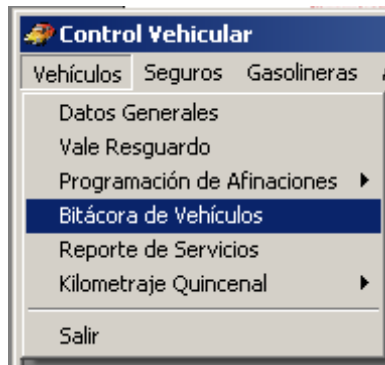 Control Vehicular
Vehículos Seguros Gasolineras
Datos Generales
Vale Resguardo
Programación de Afinaciones
Bitácora de Vehículos
Reporte de Servicios
Kilometraje Quincenal
Salir